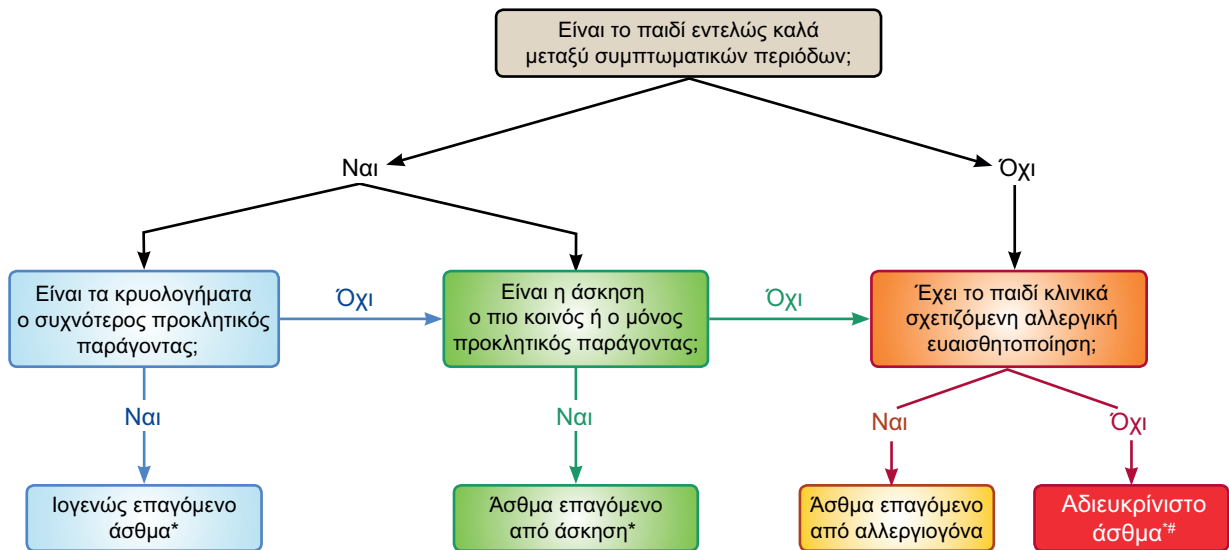 Είναι το παιδί εντελώς καλά
μεταξύ συμπτωματικών περιόδων;
Ναι
Όχι
Είναι τα κρυολογήματα
ο συχνότερος προκλητικός
παράγοντας;
Όχι
Είναι η άσκηση
ο πιο κοινός ή ο μόνος
προκλητικός παράγοντας;
Όχι
Έχει το παιδί κλινικά
σχετιζόμενη αλλεργική
ευαισθητοποίηση;
Ναι
Ναι
Ναι
Όχι
Ιογενώς επαγόμενο
άσθμα*
Άσθμα επαγόμενο
από άσκηση*
Άσθμα επαγόμενο
από αλλεργιογόνα
Αδιευκρίνιστο
άσθμα*#